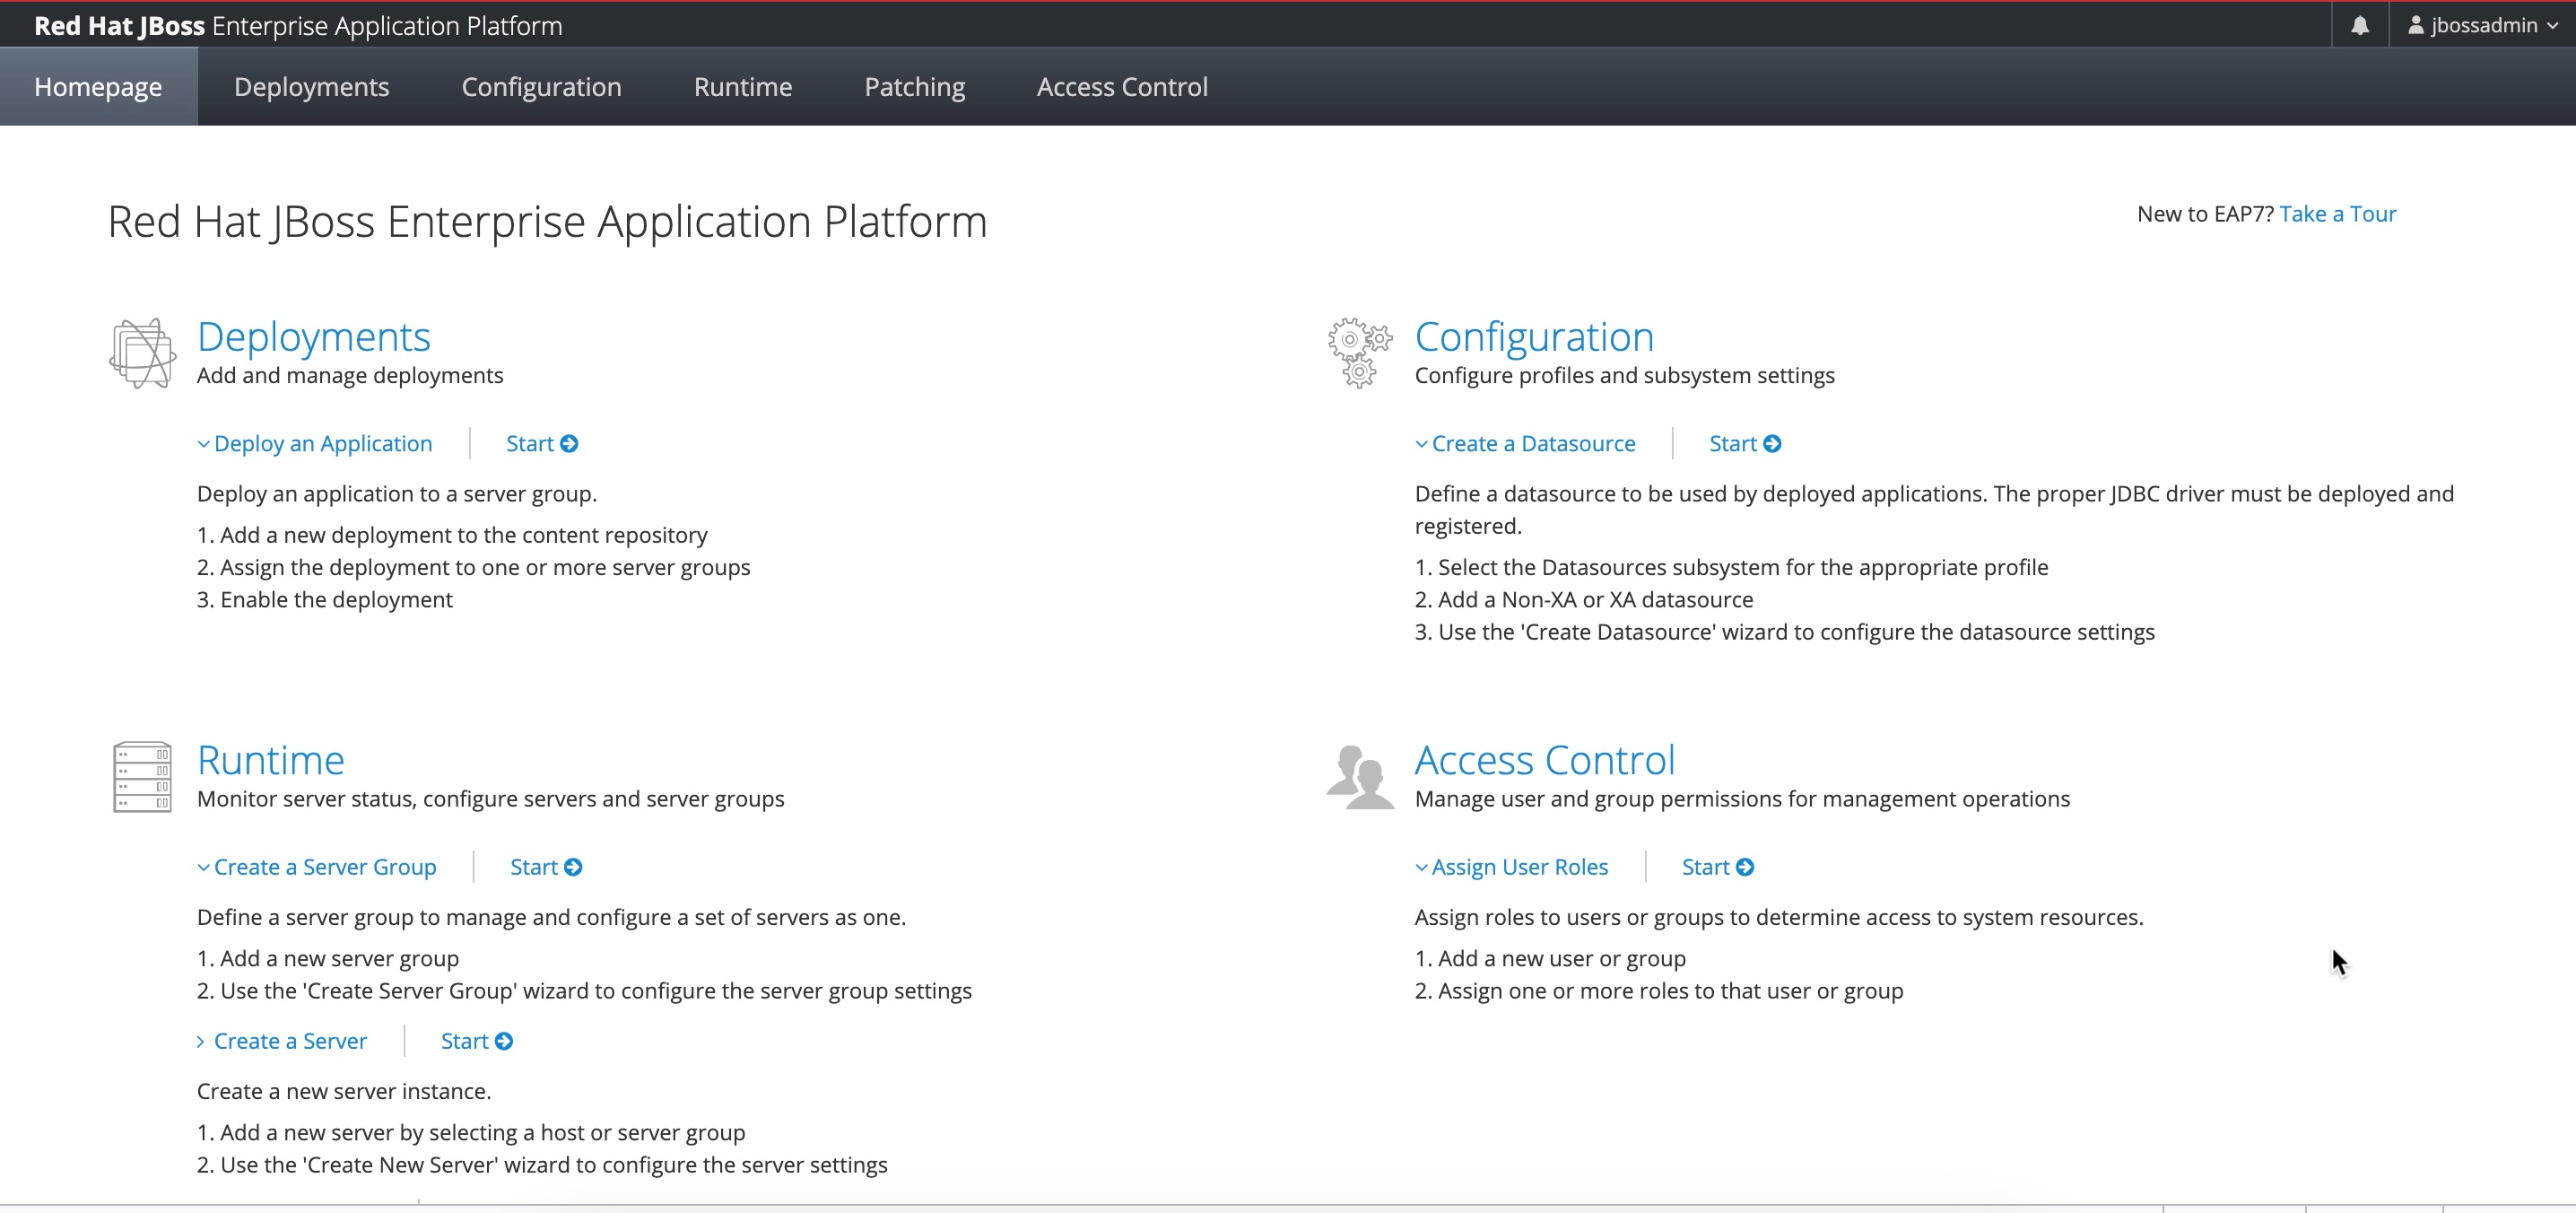 Red Hat JBoss Enterprise Application Platform
jbossadmin
Homepage Deployments Configuration Runtime Patching Access Control
Red Hat JBoss Enterprise Application Platform
New to EAP7? Take a Tour
Deployments
Add and manage deployments
Deploy an Application Start
Deploy an application to a server group.
1. Add a new deployment to the content repository
2. Assign the deployment to one or more server groups
3. Enable the deployment
Configuration
Configure profiles and subsystem settings
Create a Datasource Start
Define a datasource to be used by deployed applications. The proper JDBC driver must be deployed and
registered.
1. Select the Datasources subsystem for the appropriate profile
2. Add a Non-XA or XA datasource
3. Use the 'Create Datasource' wizard to configure the datasource settings
Runtime
Monitor server status, configure servers and server groups
Create a Server Group Start
Define a server group to manage and configure a set of servers as one.
1. Add a new server group
2. Use the 'Create Server Group' wizard to configure the server group settings
Create a Server Start
Create a new server instance.
1. Add a new server by selecting a host or server group
2. Use the 'Create New Server' wizard to configure the server settings
Access Control
Manage user and group permissions for management operations
Assign User Roles Start
Assign roles to users or groups to determine access to system resources.
1. Add a new user or group
2. Assign one or more roles to that user or group